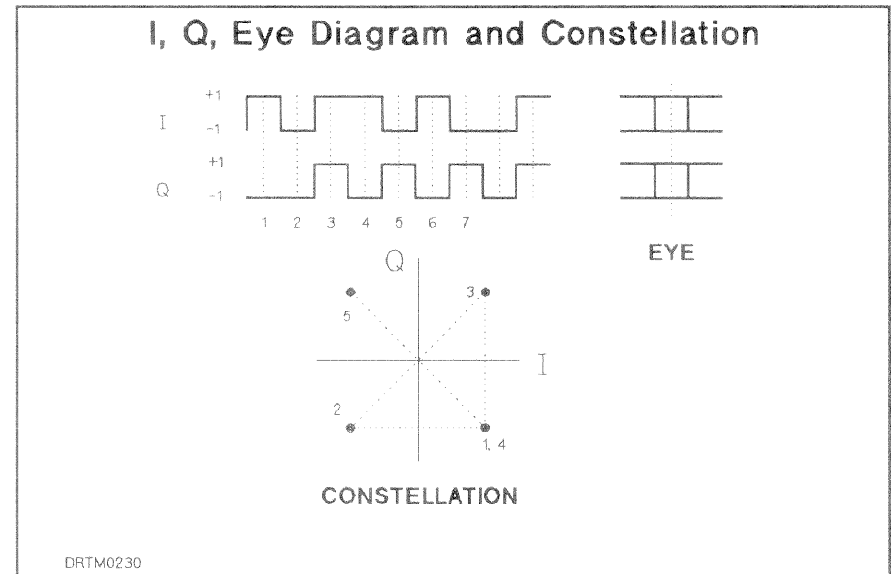 I, Q, Eye Diagram and Constellation
+1
I
-1
+1
Q
-1
1 2 3 4 5 6 7
EYE
Q
3
5
I
2
1, 4
CONSTELLATION
DRTM0230